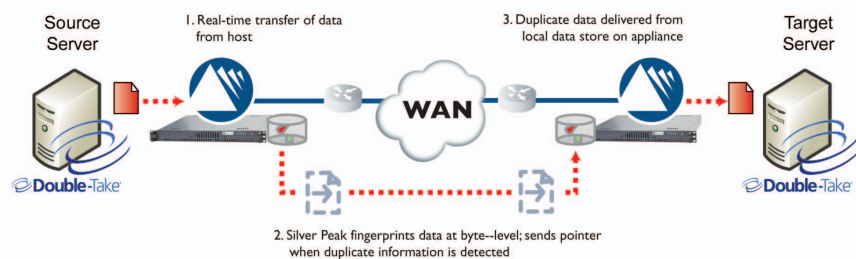 Source
Server
1. Real-time transfer of data
from host
3. Duplicate data delivered from
local data store on appliance
Target
Server
WAN
Double-Take
Double-Take
2. Silver Peak fingerprints data at byte--level; sends pointer
when duplicate information is detected